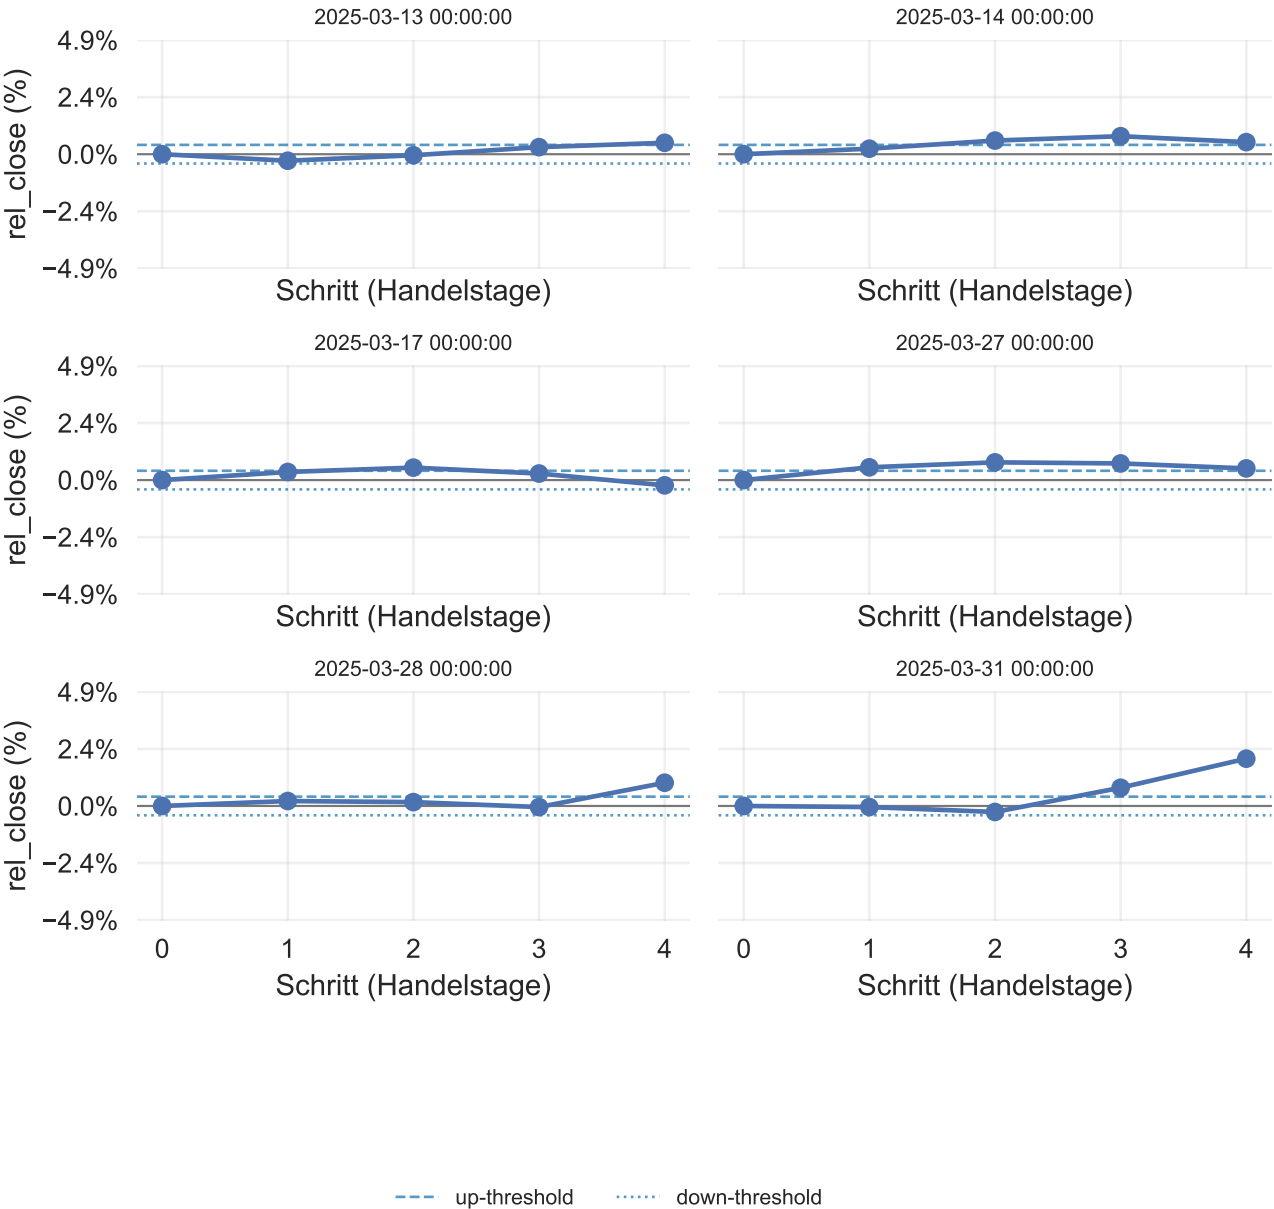 2025-03-13 00:00:00
2025-03-14 00:00:00
4.9%
2.4%
0.0%
−2.4%
−4.9%
rel_close (%)
Schritt (Handelstage)
Schritt (Handelstage)
2025-03-17 00:00:00
2025-03-27 00:00:00
4.9%
2.4%
0.0%
−2.4%
−4.9%
rel_close (%)
Schritt (Handelstage)
Schritt (Handelstage)
2025-03-28 00:00:00
2025-03-31 00:00:00
4.9%
2.4%
0.0%
−2.4%
−4.9%
rel_close (%)
0 1 2 3 4
0 1 2 3 4
Schritt (Handelstage)
Schritt (Handelstage)
up-threshold
down-threshold